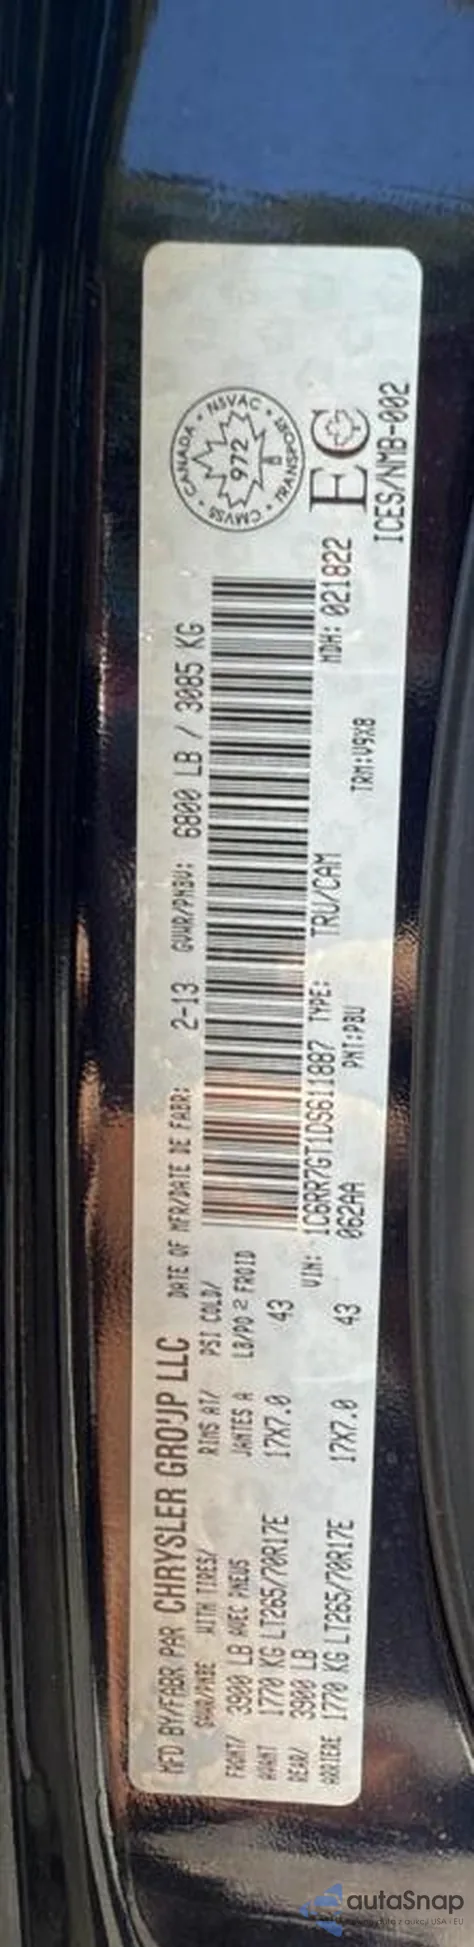 MFD BY/FABR PAR CHRYSLER GROUP LLC DATE OF MFR/DATE DE FABR: 2-13 GVWR/PNBV: 6800 LB / 3085 KG
GAWR/PNBE WITH TIRES/ RIMS AT/ PSI COLD/
FRONT/ 3900 LB AVEC PNEUS JANTES A LB/PO 2 FROID
AVANT 1770 KG LT265/70R17E 17X7.0 43
REAR/ 3900 LB
ARRIERE 1770 KG LT265/70R17E 17X7.0 43
VIN: 1C6RR7GT1DS611887 TYPE: TRU/CAM
MDH: 021822
062AA PNT:PBU TRM:V9X8
CANADA • NSVAC • TRANSPORT • CMVSS •
972
EC
ICES/NMB-002
autoSnap